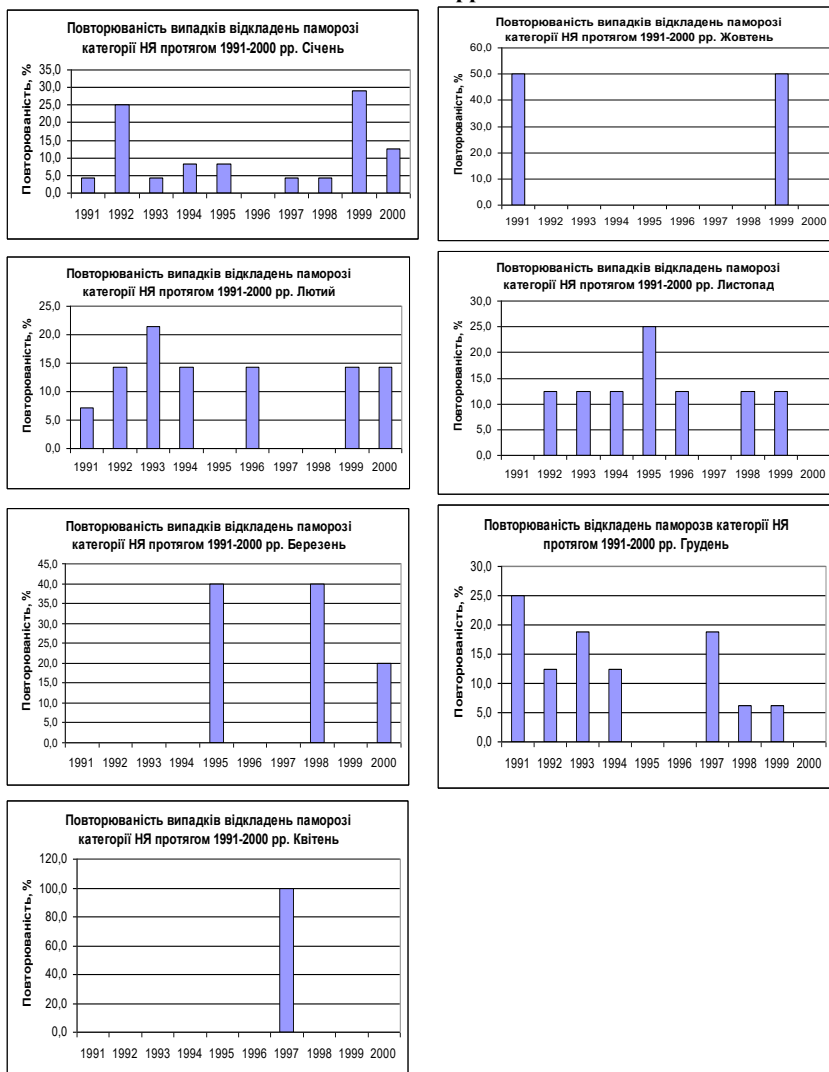 рр
Повторюваність випадків відкладень паморозі
категорії НЯ протягом 1991-2000 рр. Січень
Повторюваність, %
35,0
30,0
25,0
20,0
15,0
10,0
5,0
0,0
1991 1992 1993 1994 1995 1996 1997 1998 1999 2000
Повторюваність випадків відкладень паморозі
категорії НЯ протягом 1991-2000 рр. Жовтень
Повторюваність, %
60,0
50,0
40,0
30,0
20,0
10,0
0,0
1991 1992 1993 1994 1995 1996 1997 1998 1999 2000
Повторюваність випадків відкладень паморозі
категорії НЯ протягом 1991-2000 рр. Лютий
Повторюваність, %
25,0
20,0
15,0
10,0
5,0
0,0
1991 1992 1993 1994 1995 1996 1997 1998 1999 2000
Повторюваність випадків відкладень паморозі
категорії НЯ протягом 1991-2000 рр. Листопад
Повторюваність, %
30,0
25,0
20,0
15,0
10,0
5,0
0,0
1991 1992 1993 1994 1995 1996 1997 1998 1999 2000
Повторюваність випадків відкладень паморозі
категорії НЯ протягом 1991-2000 рр. Березень
Повторюваність, %
45,0
40,0
35,0
30,0
25,0
20,0
15,0
10,0
5,0
0,0
1991 1992 1993 1994 1995 1996 1997 1998 1999 2000
Повторюваність відкладень паморозв категорії НЯ
протягом 1991-2000 рр. Грудень
Повторюваність, %
30,0
25,0
20,0
15,0
10,0
5,0
0,0
1991 1992 1993 1994 1995 1996 1997 1998 1999 2000
Повторюваність випадків відкладень паморозі
категорії НЯ протягом 1991-2000 рр. Квітень
Повторюваність, %
120,0
100,0
80,0
60,0
40,0
20,0
0,0
1991 1992 1993 1994 1995 1996 1997 1998 1999 2000